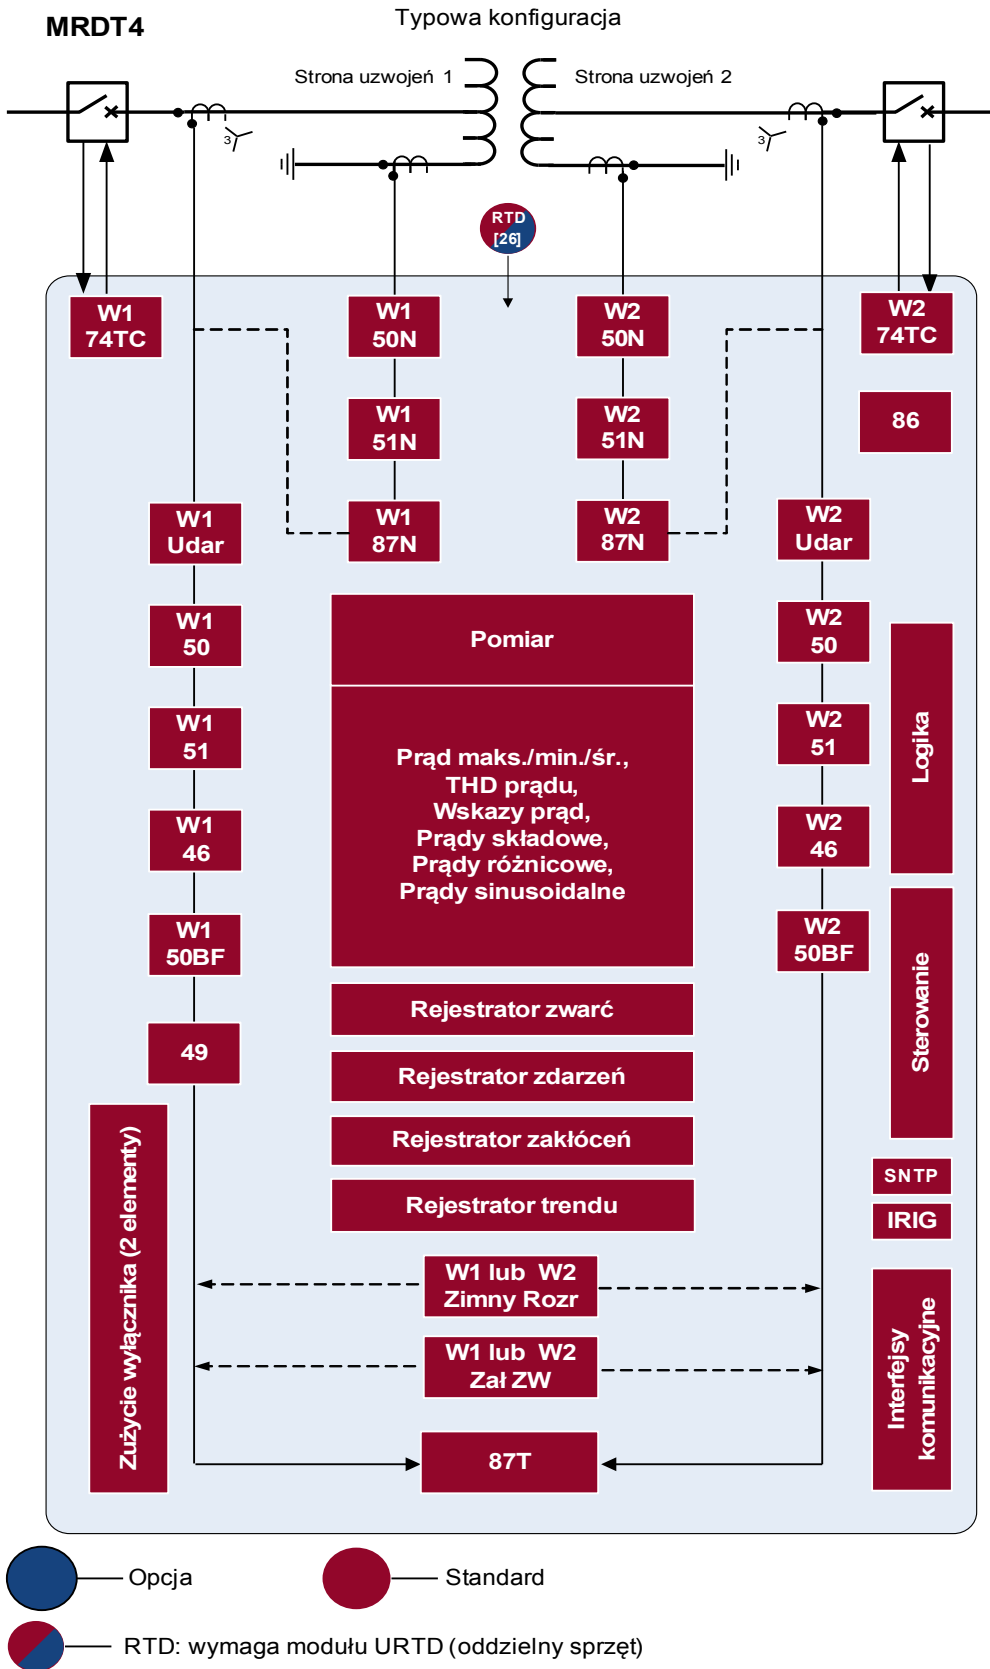 MRDT4
Typowa konfiguracja
Strona uzwojeń 1
Strona uzwojeń 2
3
3
RTD
[26]
W1
74TC
W1
50N
W2
50N
W2
74TC
W1
51N
W2
51N
86
W1
Udar
W1
87N
W2
87N
W2
Udar
W1
50
Pomiar
W2
50
Logika
W1
51
Prąd maks./min./śr.,
THD prądu,
Wskazy prąd,
Prądy składowe,
Prądy różnicowe,
Prądy sinusoidalne
W2
51
W1
46
W2
46
W1
50BF
W2
50BF
Sterowanie
Rejestrator zwarć
49
Rejestrator zdarzeń
Rejestrator zakłóceń
Rejestrator trendu
SNTP
IRIG
Zużycie wyłącznika (2 elementy)
W1 lub W2
Zimny Rozr
W1 lub W2
Zał ZW
Interfejsy
komunikacyjne
87T
Opcja
Standard
RTD: wymaga modułu URTD (oddzielny sprzęt)